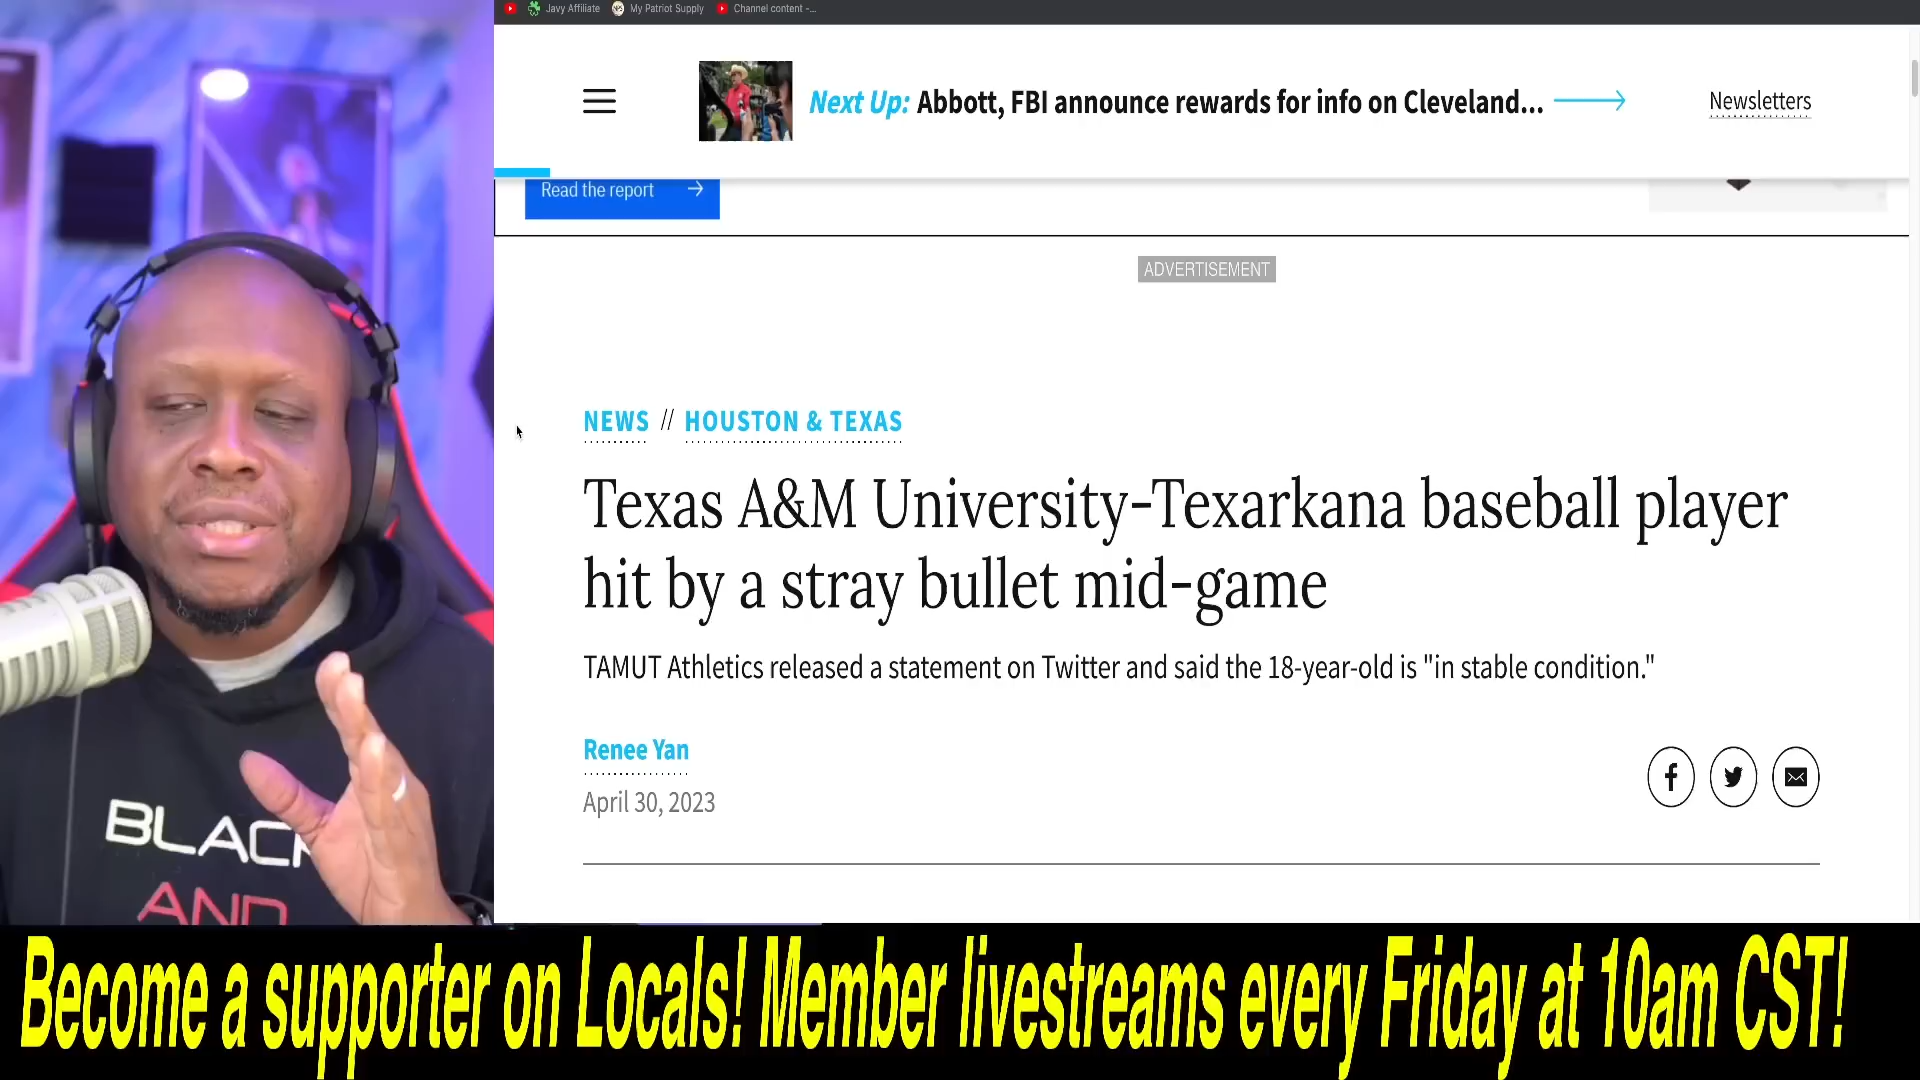 Javy Affiliate My Patriot Supply Channel content -...
Next Up: Abbott, FBI announce rewards for info on Cleveland...
Newsletters
Read the report
ADVERTISEMENT
NEWS // HOUSTON & TEXAS
Texas A&M University-Texarkana baseball player
hit by a stray bullet mid-game
TAMUT Athletics released a statement on Twitter and said the 18-year-old is "in stable condition."
Renee Yan
April 30, 2023
BLACK
AND
Become a supporter on Locals! Member livestreams every Friday at 10am CST!